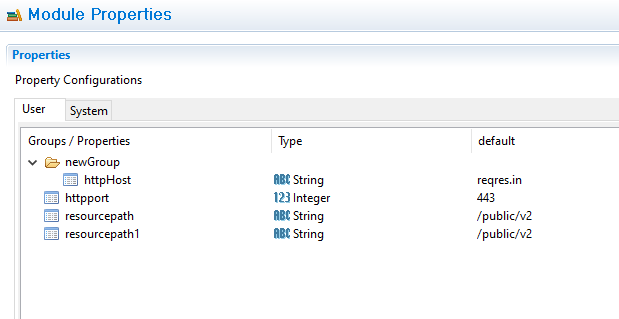 Module Properties
Properties
Property Configurations
User System
Groups / Properties Type default
newGroup
httpHost ABC String reqres.in
httpport 123 Integer 443
resourcepath ABC String /public/v2
resourcepath1 ABC String /public/v2